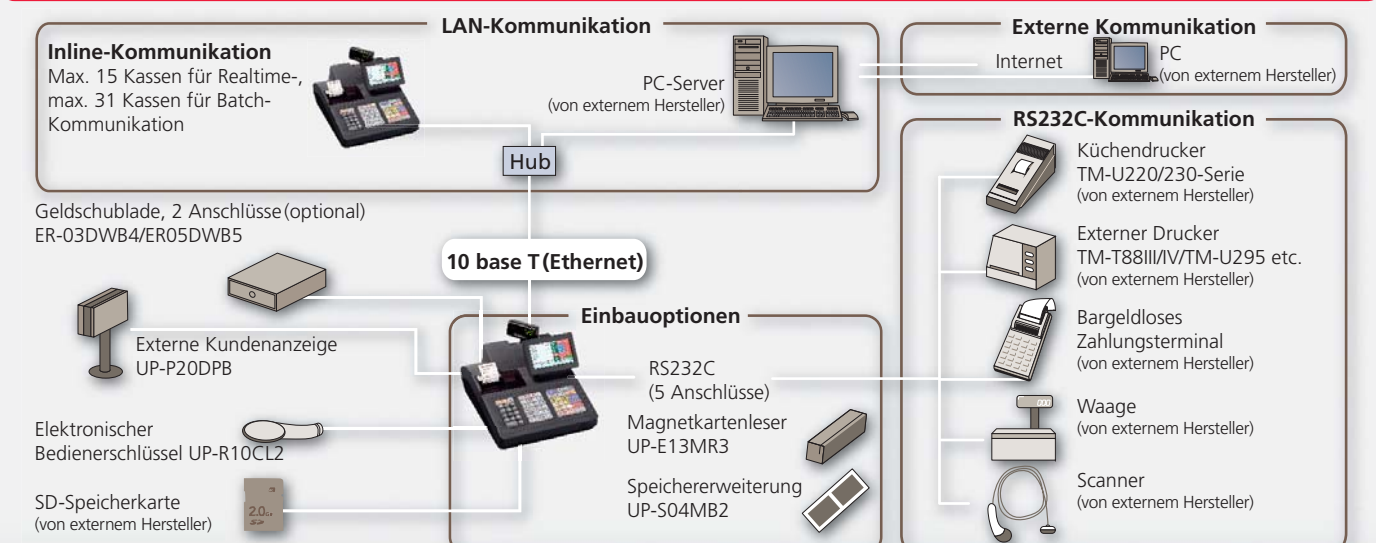 LAN-Kommunikation
Inline-Kommunikation
Max. 15 Kassen für Realtime-,
max. 31 Kassen für Batch-
Kommunikation
PC-Server
(von externem Hersteller)
Hub
Externe Kommunikation
Internet
PC
(von externem Hersteller)
RS232C-Kommunikation
Küchendrucker
TM-U220/230-Serie
(von externem Hersteller)
Externer Drucker
TM-T88III/IV/TM-U295 etc.
(von externem Hersteller)
Bargeldloses
Zahlungsterminal
(von externem Hersteller)
Waage
(von externem Hersteller)
Scanner
(von externem Hersteller)
Geldschublade, 2 Anschlüsse (optional)
ER-03DWB4/ER05DWB5
10 base T (Ethernet)
Externe Kundenanzeige
UP-P20DPB
Elektronischer
Bedienerschlüssel UP-R10CL2
SD-Speicherkarte
(von externem Hersteller)
2.0
Einbauoptionen
RS232C
(5 Anschlüsse)
Magnetkartenleser
UP-E13MR3
Speichererweiterung
UP-S04MB2